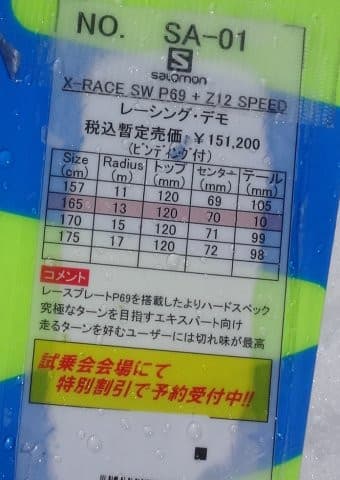 NO. SA-01
S
salomon
X-RACE SW P69 + Z12 SPEED
レーシング・デモ
税込暫定売価：￥151,200
(ビンディング付)
Size (cm) Radius (m) トップ (mm) センター (mm) テール (mm)
157 11 120 69 105
165 13 120 70 10
170 15 120 71 99
175 17 120 72 98
コメント
レースプレートP69を搭載したよりハードスペック
究極なターンを目指すエキスパート向け
走るターンを好むユーザーには切れ味が最高
試乗会会場にて
特別割引で予約受付中!!